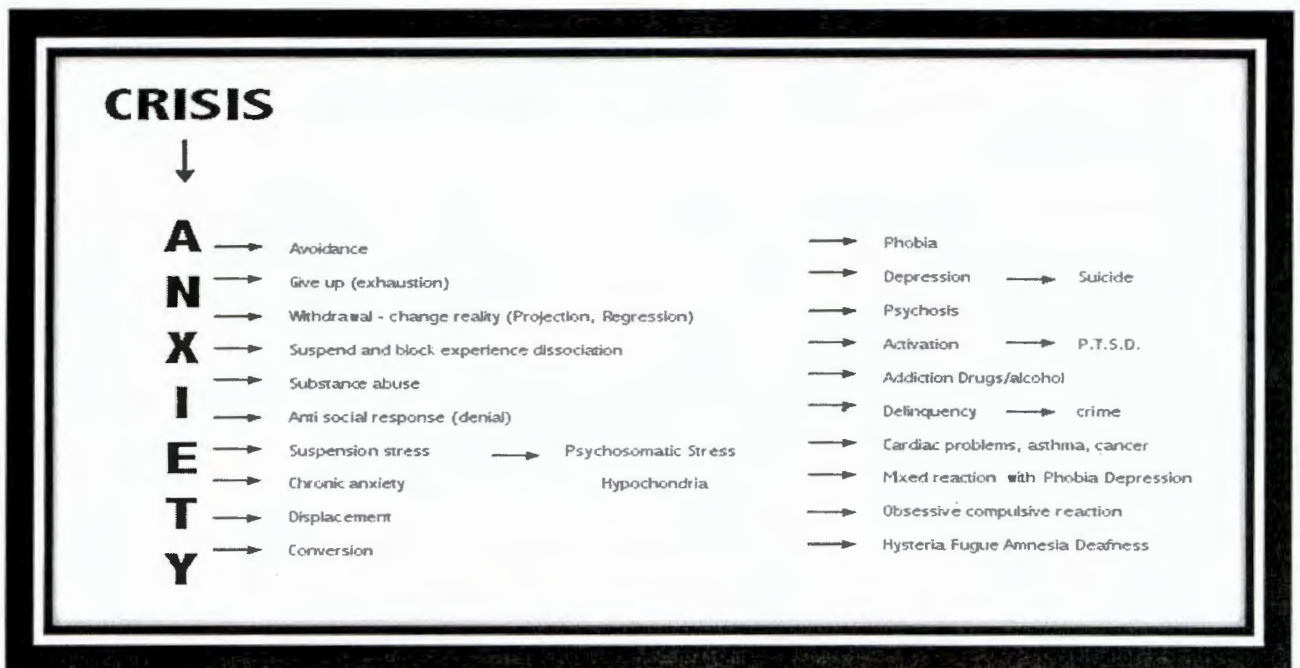 CRISIS
ANXIETY
Avoidance
Phobia
Give up (exhaustion)
Depression Suicide
Withdrawal - change reality (Projection, Regression)
Psychosis
Suspend and block experience dissociation
Activation P.T.S.D.
Substance abuse
Addiction Drugs/alcohol
Anti social response (denial)
Delinquency crime
Suspension stress Psychosomatic Stress
Cardiac problems, asthma, cancer
Chronic anxiety Hypochondria
Mixed reaction with Phobia Depression
Displacement
Obsessive compulsive reaction
Conversion
Hysteria Fugue Amnesia Deafness